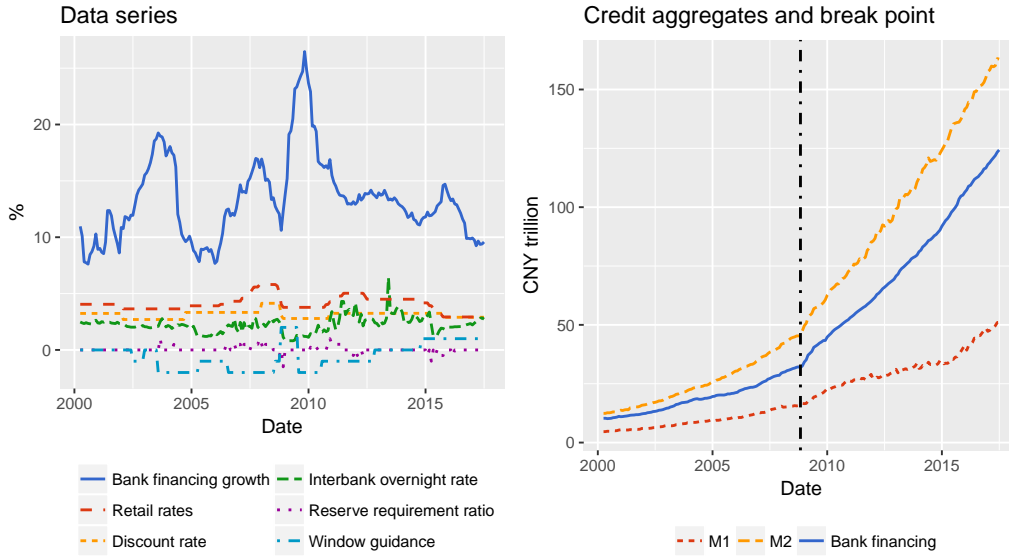 Data series
%
20
10
0
2000 2005 2010 2015
Date
Bank financing growth
Interbank overnight rate
Retail rates
Reserve requirement ratio
Discount rate
Window guidance
Credit aggregates and break point
CNY trillion
150
100
50
0
2000 2005 2010 2015
Date
M1 M2 Bank financing